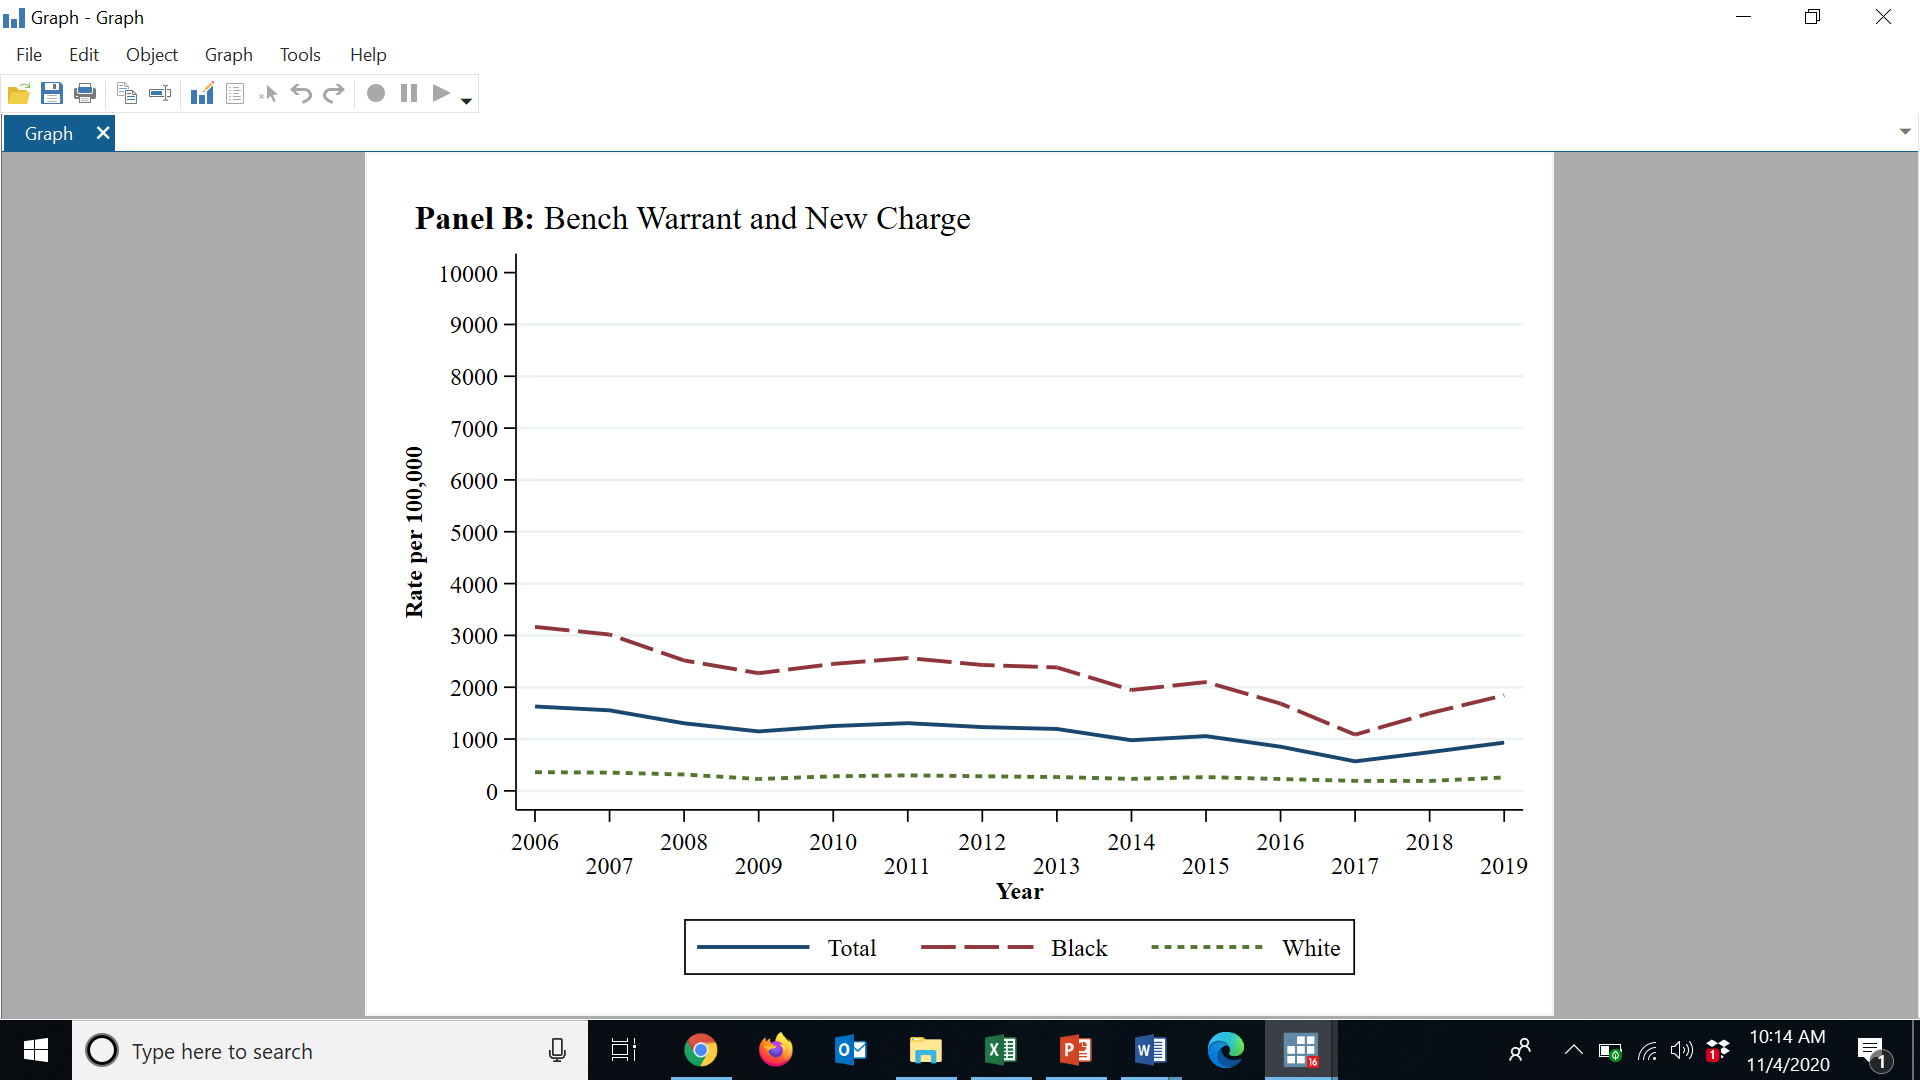 Graph - Graph
File Edit Object Graph Tools Help
Graph
Panel B: Bench Warrant and New Charge
10000
9000
8000
7000
6000
5000
4000
3000
2000
1000
0
Rate per 100,000
2006 2008 2010 2012 2014 2016 2018
2007 2009 2011 2013 2015 2017 2019
Year
Total Black White
Type here to search
10:14 AM
11/4/2020
16
1
1